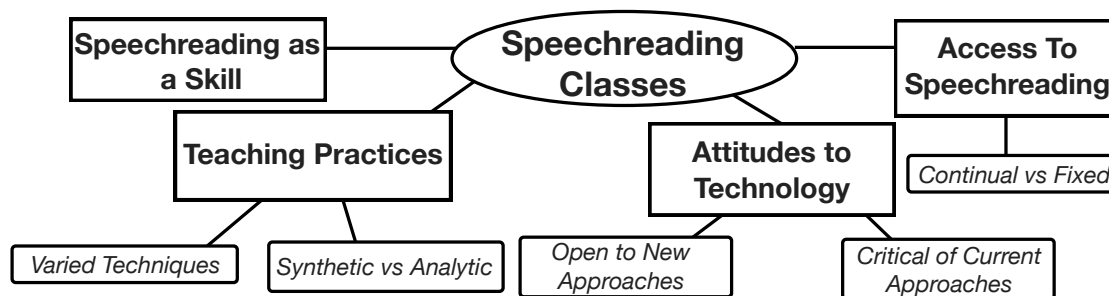 Speechreading as
a Skill
Speechreading
Classes
Access To
Speechreading
Teaching Practices
Attitudes to
Technology
Continual vs Fixed
Varied Techniques
Synthetic vs Analytic
Open to New
Approaches
Critical of Current
Approaches